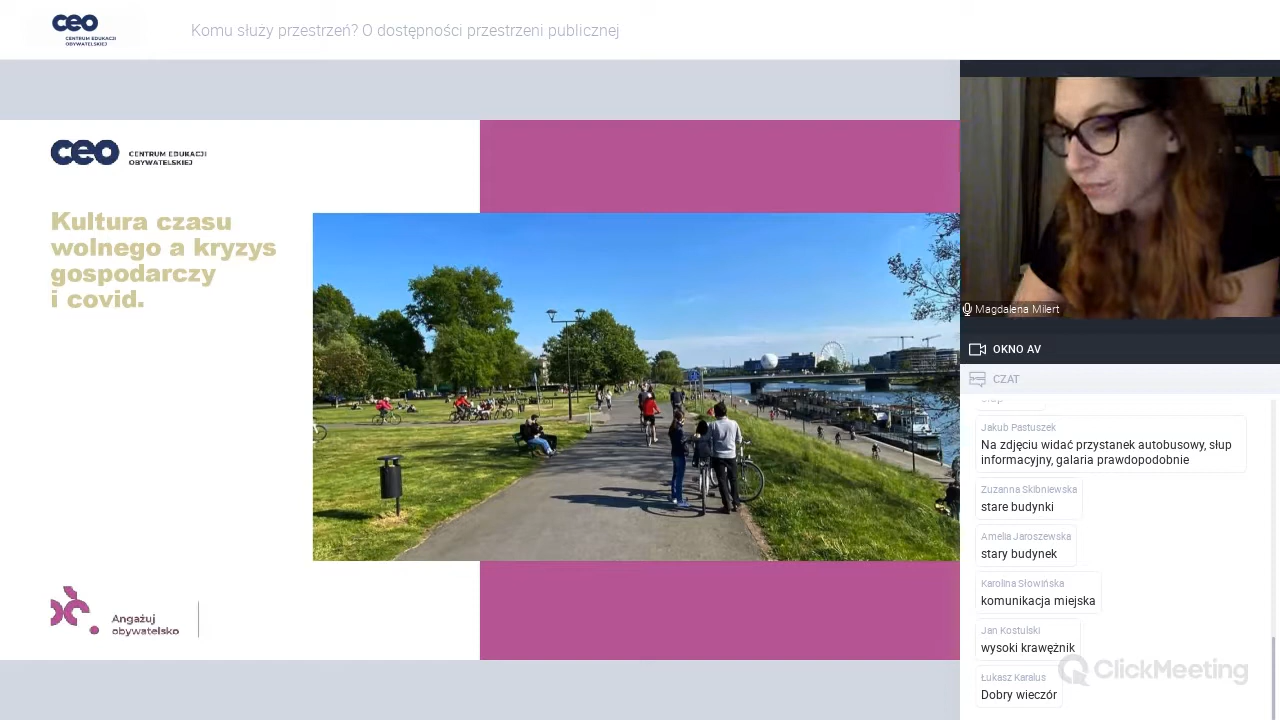 ceo
CENTRUM EDUKACJI
OBYWATELSKIEJ
Komu służy przestrzeń? O dostępności przestrzeni publicznej
ceo
CENTRUM EDUKACJI
OBYWATELSKIEJ
Kultura czasu
wolnego a kryzys
gospodarczy
i covid.
Angażuj
obywatelsko
Magdalena Milert
OKNO AV
CZAT
Jakub Pastuszek
Na zdjęciu widać przystanek autobusowy, słup
informacyjny, galaria prawdopodobnie
Zuzanna Skibniewska
stare budynki
Amelia Jaroszewska
stary budynek
Karolina Słowińska
komunikacja miejska
Jan Kostulski
wysoki krawężnik
Łukasz Karalus
Dobry wieczór
ClickMeeting